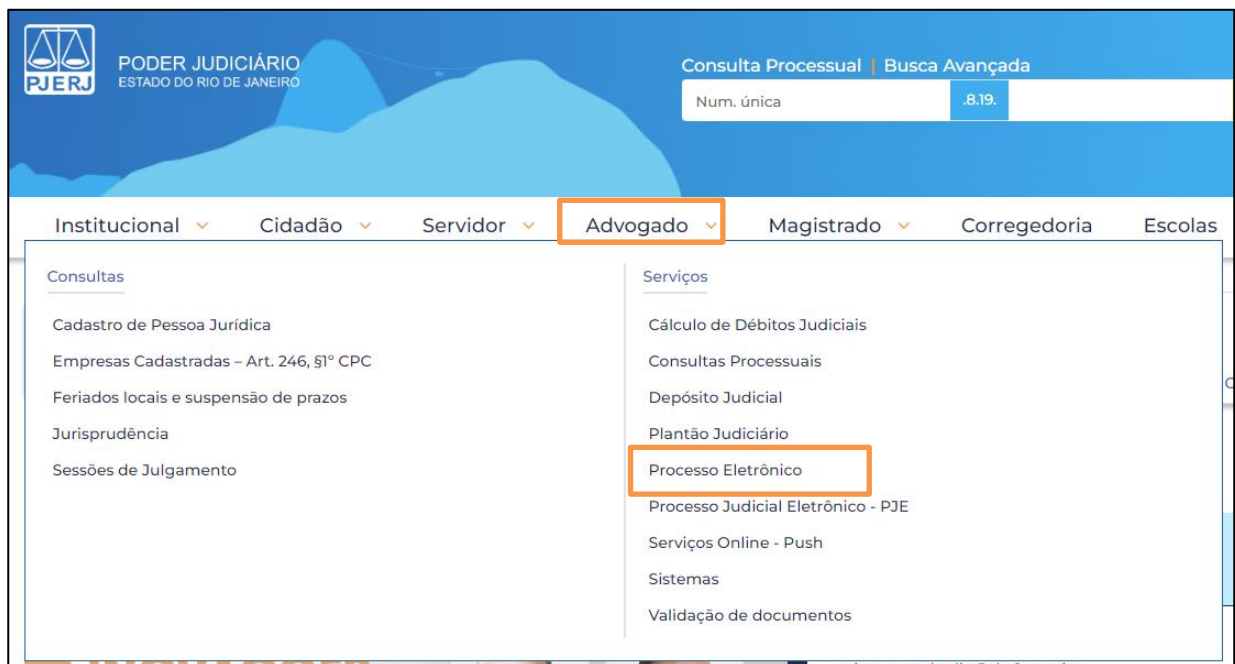 PJERJ
PODER JUDICIÁRIO
ESTADO DO RIO DE JANEIRO
Consulta Processual | Busca Avançada
Num. única .8.19.
Institucional Cidadão Servidor Advogado Magistrado Corregedoria Escolas
Consultas
Cadastro de Pessoa Jurídica
Empresas Cadastradas – Art. 246, §1º CPC
Feriados locais e suspensão de prazos
Jurisprudência
Sessões de Julgamento
Serviços
Cálculo de Débitos Judiciais
Consultas Processuais
Depósito Judicial
Plantão Judiciário
Processo Eletrônico
Processo Judicial Eletrônico - PJE
Serviços Online - Push
Sistemas
Validação de documentos